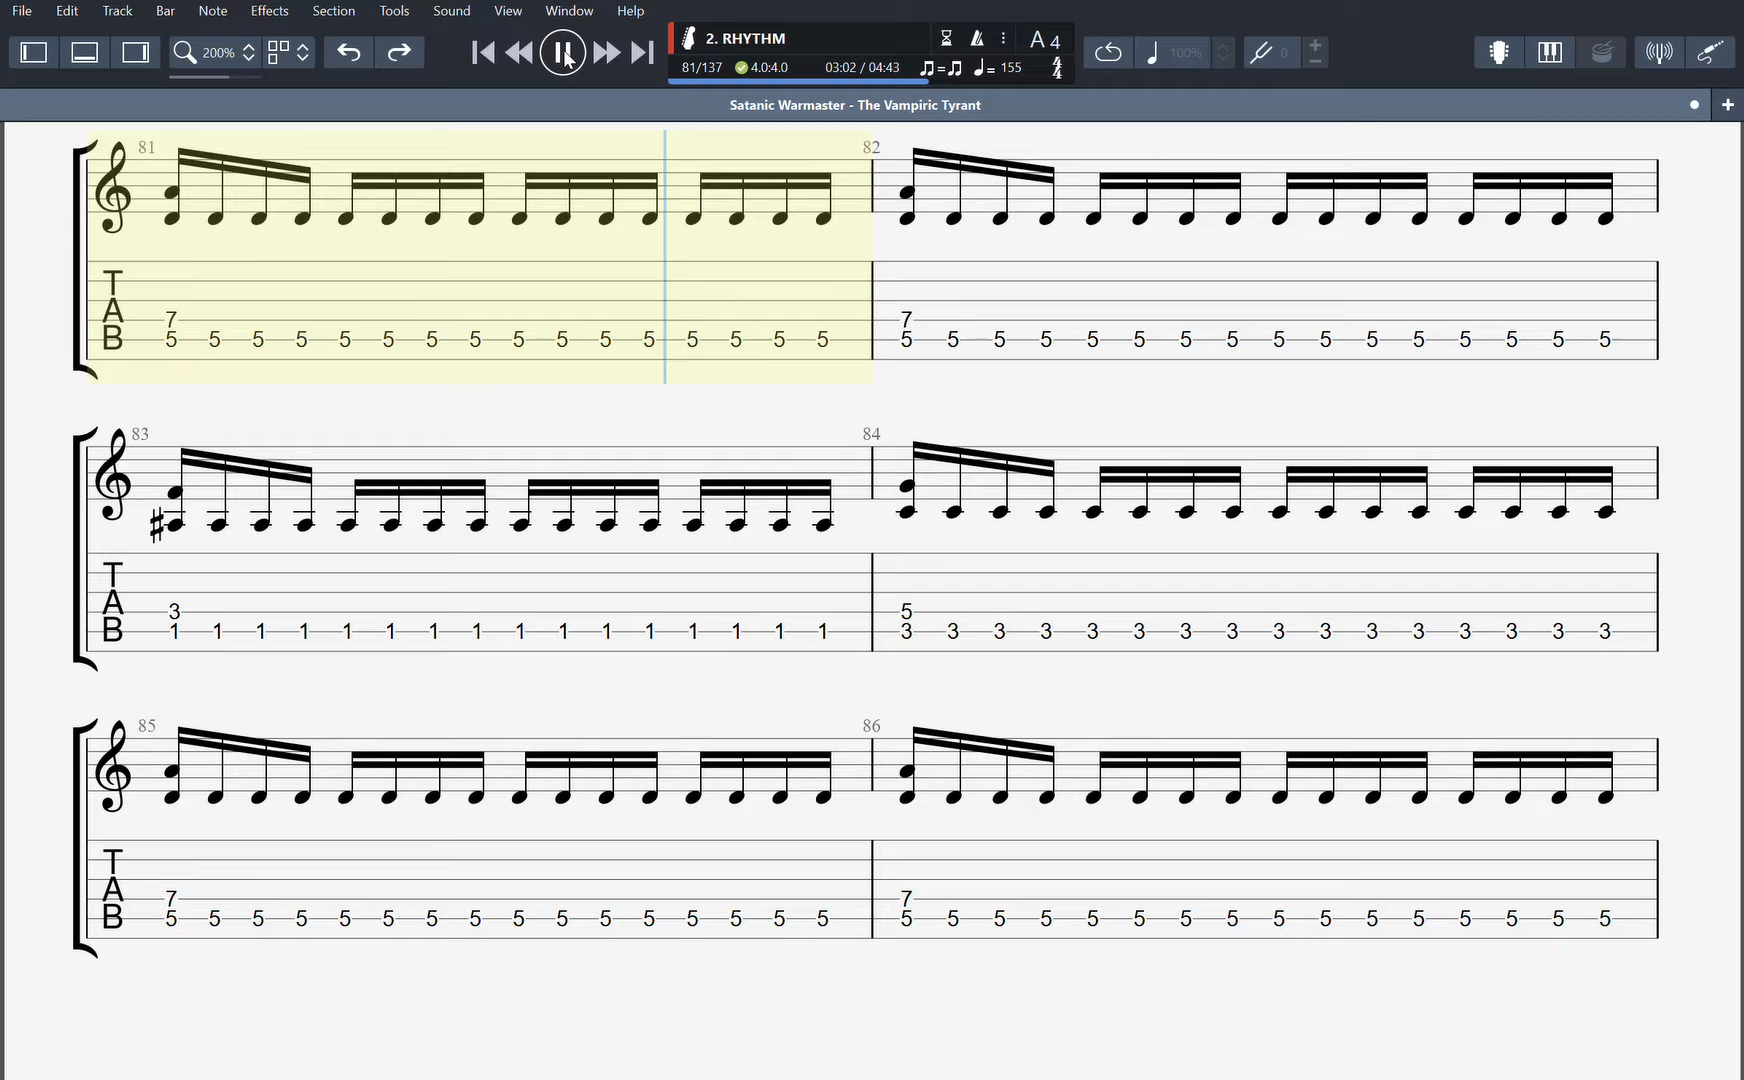 File Edit Track Bar Note Effects Section Tools Sound View Window Help
200% 2. RHYTHM A4 100% 0
81/137 4.0:4.0 03:02 / 04:43 = 155 4 4
Satanic Warmaster - The Vampiric Tyrant +
81 82
T
A 7 7
B 5 5 5 5 5 5 5 5 5 5 5 5 5 5 5 5 5 5 5 5 5 5 5 5 5 5 5 5 5 5 5 5
83 84
T
A 3 5
B 1 1 1 1 1 1 1 1 1 1 1 1 1 1 1 1 3 3 3 3 3 3 3 3 3 3 3 3 3 3 3 3
85 86
T
A 7 7
B 5 5 5 5 5 5 5 5 5 5 5 5 5 5 5 5 5 5 5 5 5 5 5 5 5 5 5 5 5 5 5 5